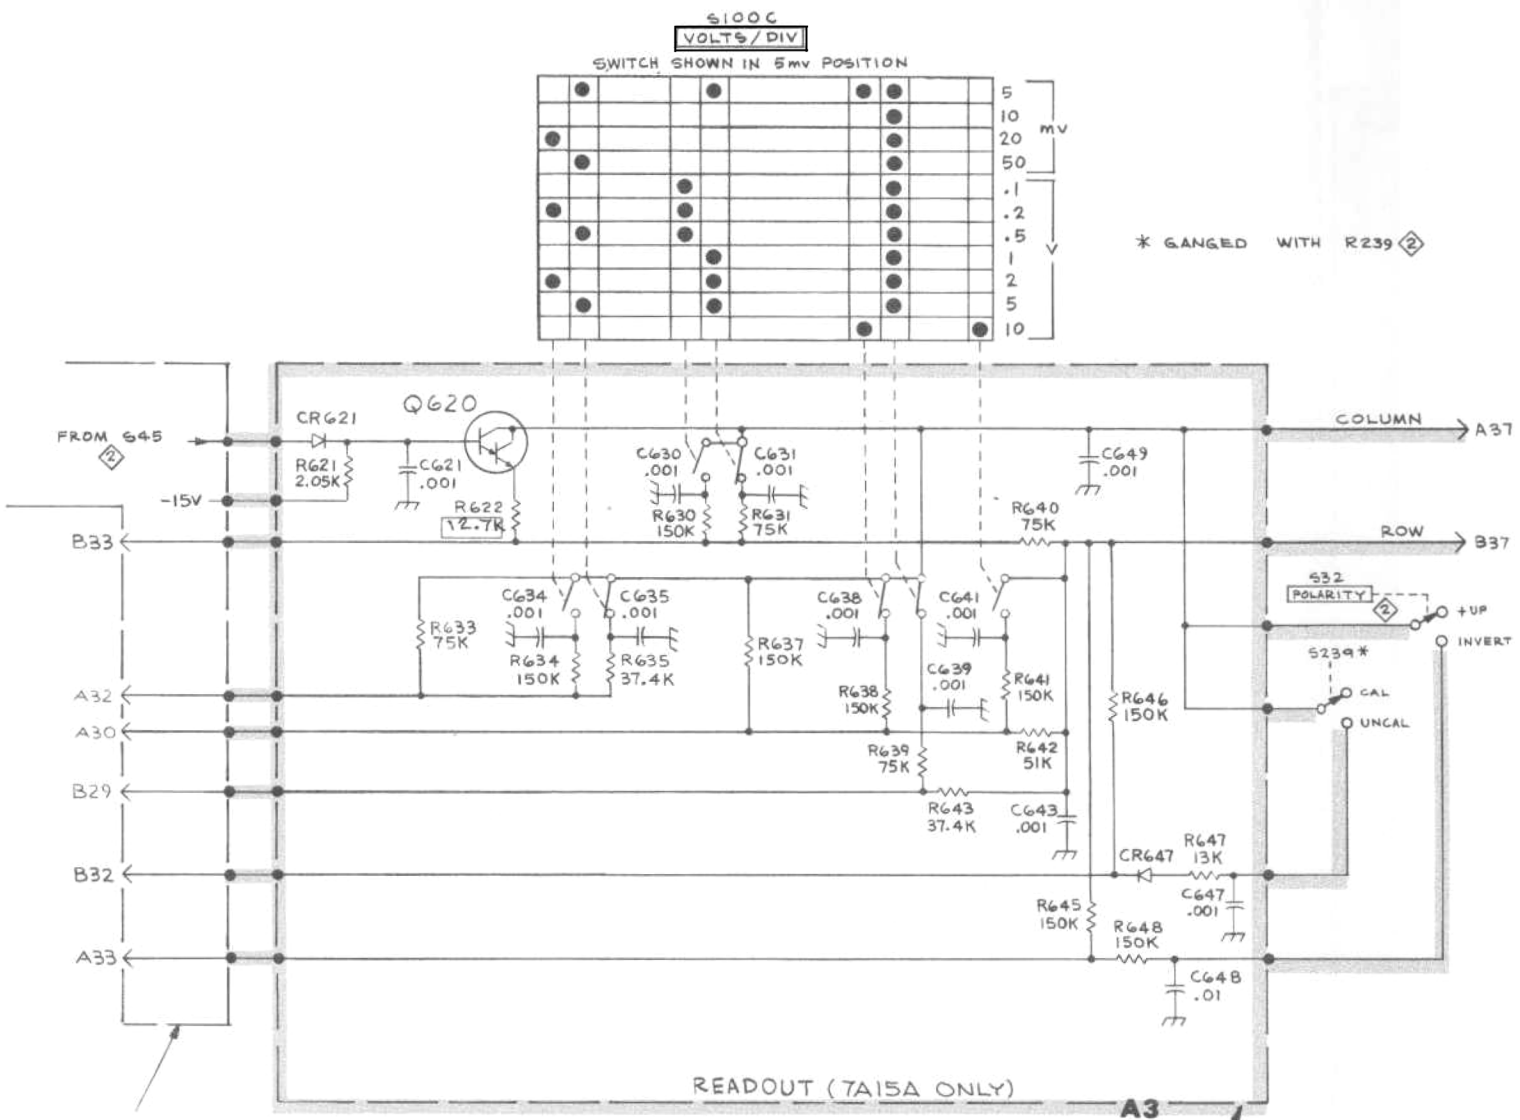 S100C
VOLTS/DIV
SWITCH SHOWN IN 5mv POSITION
5
10
20
50
mv
.1
.2
.5
1
2
5
10
V
* GANGED WITH R239 2
FROM S45
2
CR621
Q620
R621
2.05K
C621
.001
-15V
R622
12.7K
C630
.001
C631
.001
R630
150K
R631
75K
C649
.001
R640
75K
COLUMN
A37
ROW
B37
B33
C634
.001
C635
.001
R633
75K
R634
150K
R635
37.4K
R637
150K
C638
.001
C641
.001
C639
.001
R638
150K
R641
150K
R646
150K
S32
POLARITY
2
+UP
INVERT
S239*
CAL
UNCAL
A32
A30
R639
75K
R642
51K
B29
R643
37.4K
C643
.001
B32
CR647
R647
13K
C647
.001
R645
150K
R648
150K
A33
C648
.01
READOUT (7A15A ONLY)
A3